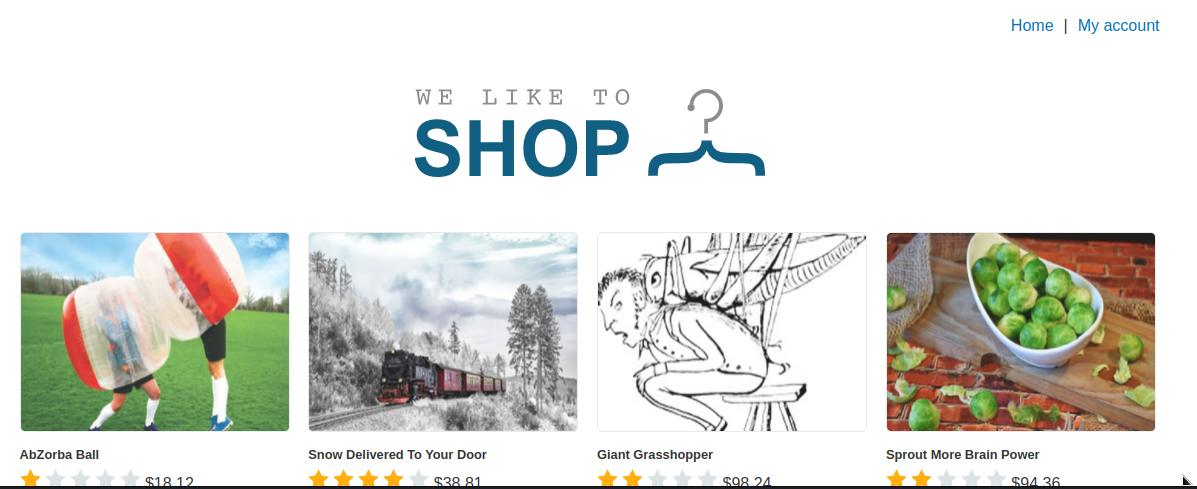 Home | My account
WE LIKE TO
SHOP
AbZorba Ball
Snow Delivered To Your Door
Giant Grasshopper
Sprout More Brain Power
$18.12
$38.81
$98.24
$94.36